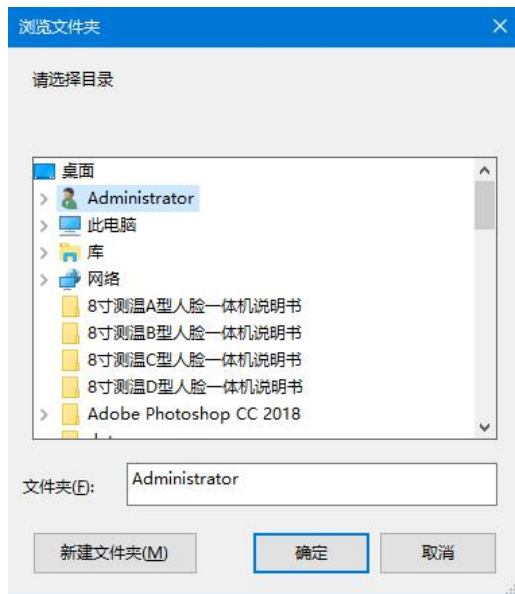 浏览文件夹
请选择目录
桌面
Administrator
此电脑
库
网络
8寸测温A型人脸一体机说明书
8寸测温B型人脸一体机说明书
8寸测温C型人脸一体机说明书
8寸测温D型人脸一体机说明书
Adobe Photoshop CC 2018
文件夹(F): Administrator
新建文件夹(M) 确定 取消